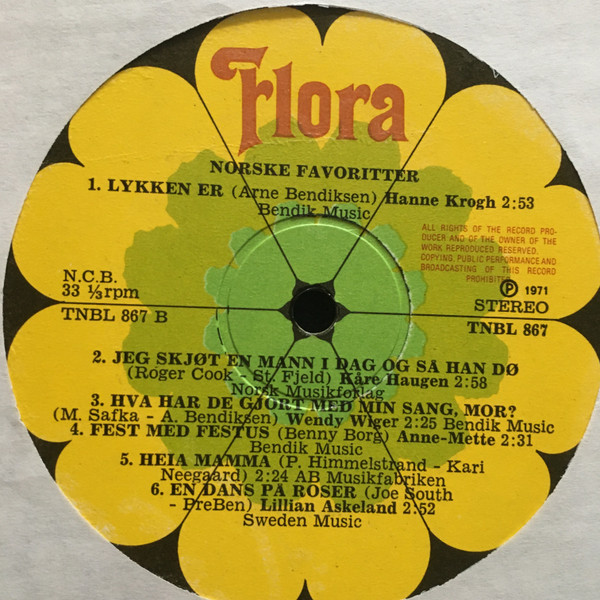 Flora
NORSKE FAVORITTER
1. LYKKEN ER (Arne Bendiksen) Hanne Krogh 2:53
Bendik Music
ALL RIGHTS OF THE RECORD PRO-
DUCER AND OF THE OWNER OF THE
WORK REPRODUCED RESERVED.
COPYING, PUBLIC PERFORMANCE AND
BROADCASTING OF THIS RECORD
PROHIBITED
N.C.B.
33 ⅓ rpm
TNBL 867 B
Ⓟ 1971
STEREO
TNBL 867
2. JEG SKJØT EN MANN I DAG OG SÅ HAN DØ
(Roger Cook - St. Fjeld) Kåre Haugen 2:58
Norsk Musikforlag
3. HVA HAR DE GJORT MED MIN SANG, MOR?
(M. Safka - A. Bendiksen) Wendy Wiger 2:25 Bendik Music
4. FEST MED FESTUS (Benny Borg) Anne-Mette 2:31
Bendik Music
5. HEIA MAMMA (P. Himmelstrand - Kari
Neegaard) 2:24 AB Musikfabriken
6. EN DANS PÅ ROSER (Joe South
- PreBen) Lillian Askeland 2:52
Sweden Music